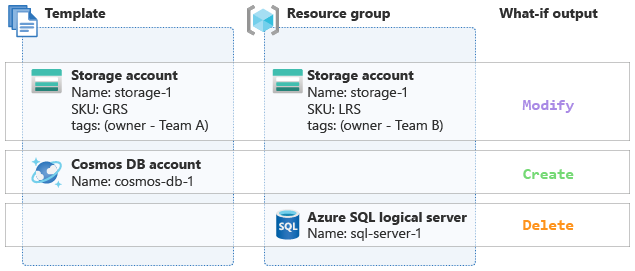 Template
Resource group
What-if output
Storage account
Name: storage-1
SKU: GRS
tags: (owner - Team A)
Storage account
Name: storage-1
SKU: LRS
tags: (owner - Team B)
Modify
Cosmos DB account
Name: cosmos-db-1
Create
SQL
Azure SQL logical server
Name: sql-server-1
Delete